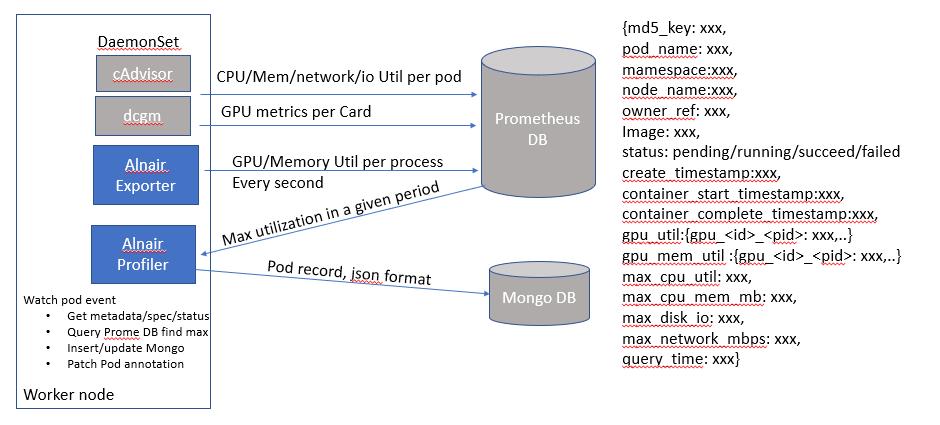 DaemonSet
cAdvisor
dcgm
Alnair
Exporter
Alnair
Profiler
Watch pod event
• Get metadata/spec/status
• Query Prome DB find max
• Insert/update Mongo
• Patch Pod annotation
Worker node
CPU/Mem/network/io Util per pod
GPU metrics per Card
GPU/Memory Util per process
Every second
Max utilization in a given period
Pod record, json format
Prometheus
DB
Mongo DB
{md5_key: xxx,
pod_name: xxx,
mamespace:xxx,
node_name:xxx,
owner_ref: xxx,
Image: xxx,
status: pending/running/succeed/failed
create_timestamp:xxx,
container_start_timestamp:xxx,
container_complete_timestamp:xxx,
gpu_util:{gpu_<id>_<pid>: xxx,..}
gpu_mem_util :{gpu_<id>_<pid>: xxx,..}
max_cpu_util: xxx,
max_cpu_mem_mb: xxx,
max_disk_io: xxx,
max_network_mbps: xxx,
query_time: xxx}